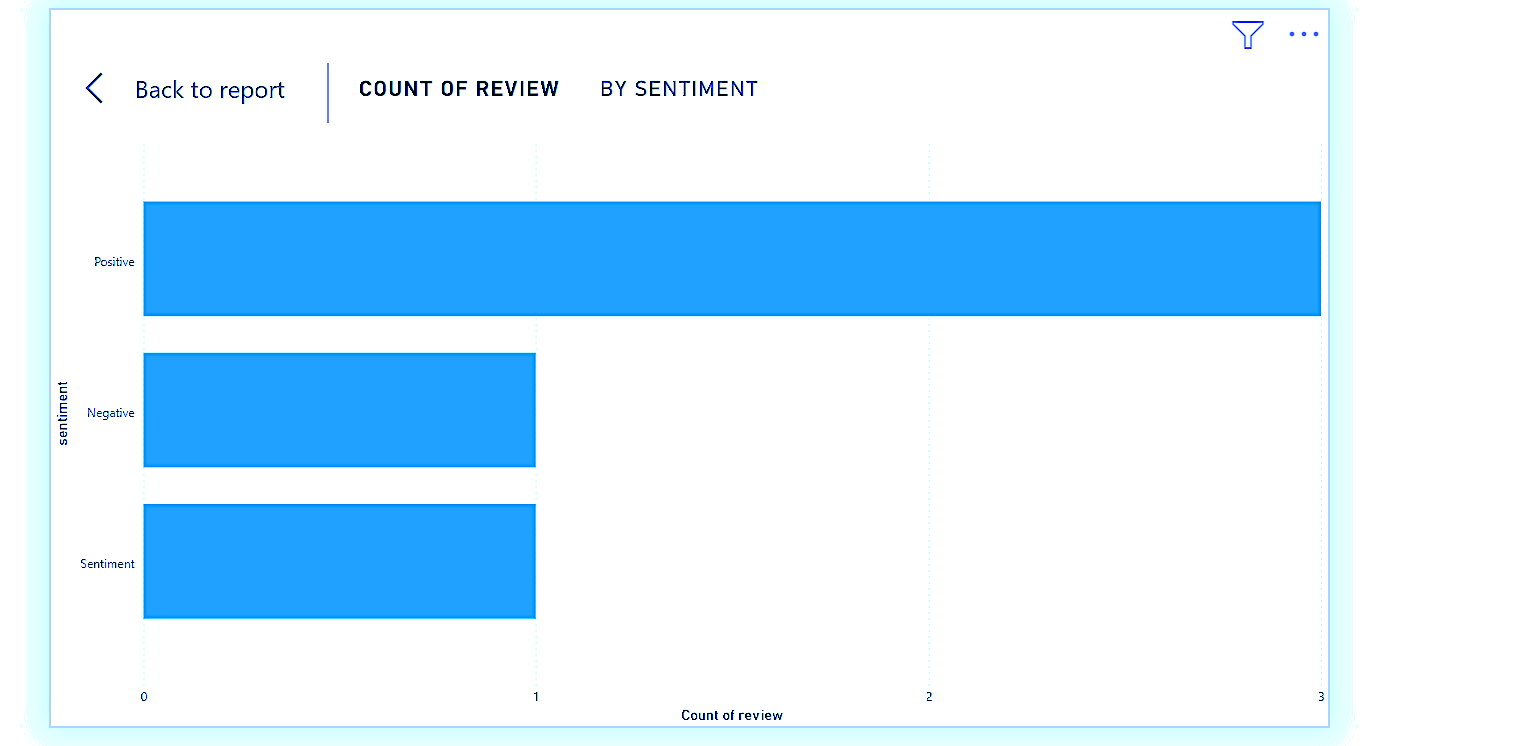 Back to report
COUNT OF REVIEW BY SENTIMENT
Positive
Negative
Sentiment
sentiment
0 1 2 3
Count of review